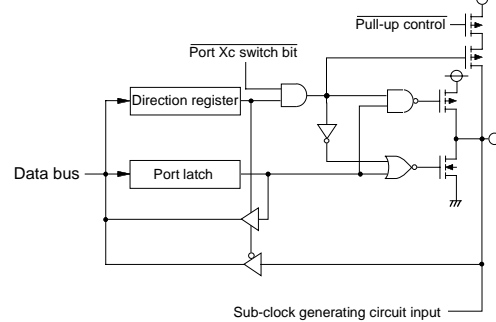 Pull-up control
Port Xc switch bit
Direction register
Data bus
Port latch
Sub-clock generating circuit input